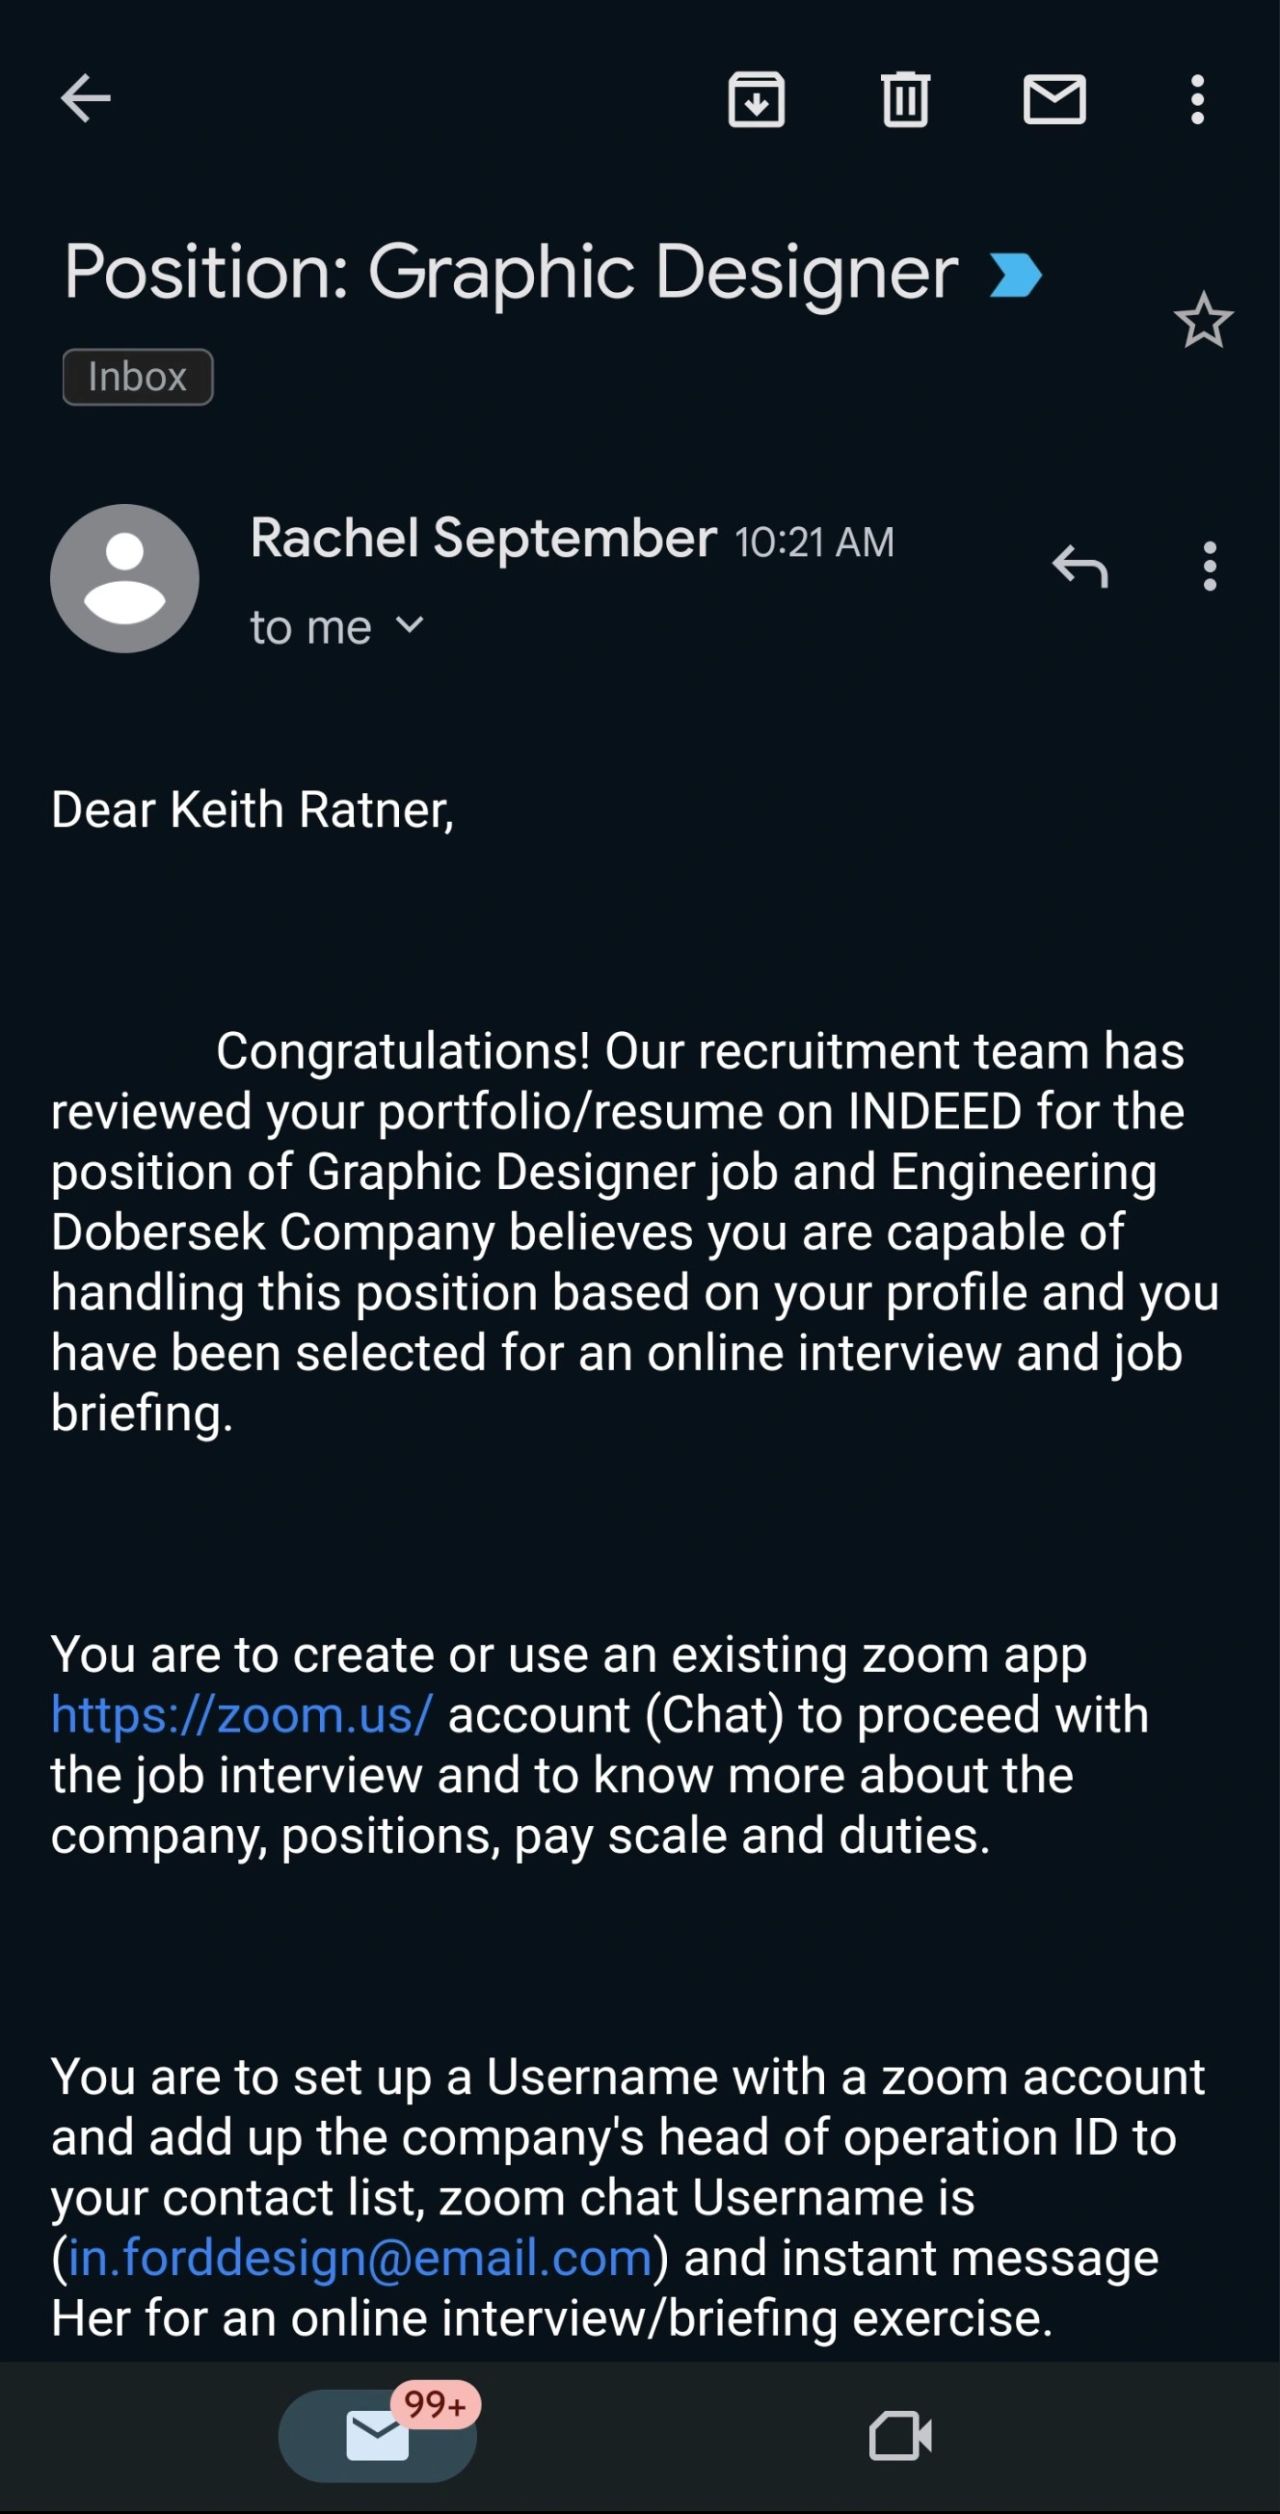 Position: Graphic Designer
Inbox
Rachel September 10:21 AM
to me
Dear Keith Ratner,
Congratulations! Our recruitment team has
reviewed your portfolio/resume on INDEED for the
position of Graphic Designer job and Engineering
Dobersek Company believes you are capable of
handling this position based on your profile and you
have been selected for an online interview and job
briefing.
You are to create or use an existing zoom app
https://zoom.us/ account (Chat) to proceed with
the job interview and to know more about the
company, positions, pay scale and duties.
You are to set up a Username with a zoom account
and add up the company's head of operation ID to
your contact list, zoom chat Username is
(in.forddesign@email.com) and instant message
Her for an online interview/briefing exercise.
99+